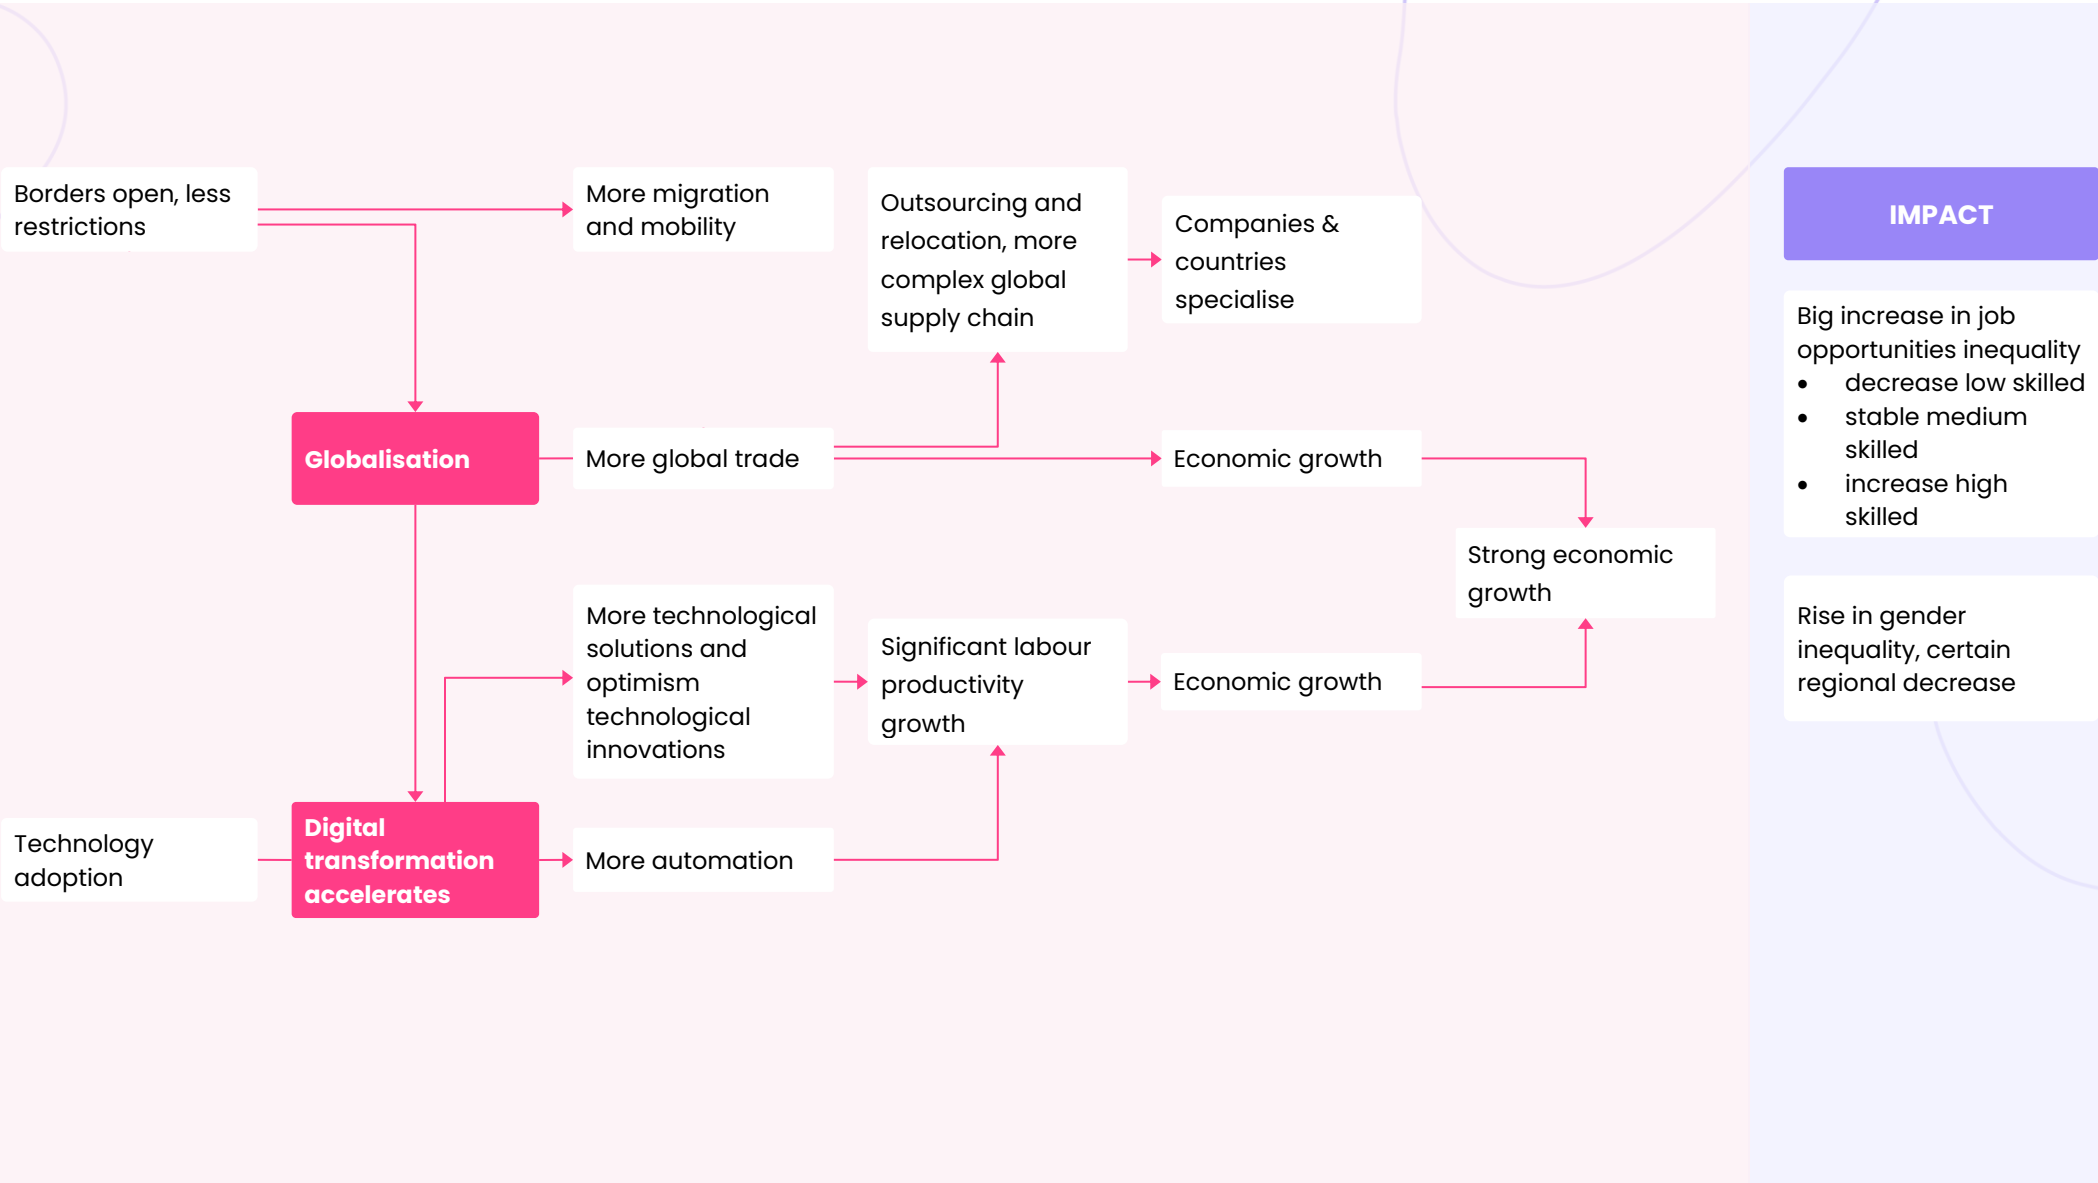 Borders open, less
restrictions
More migration
and mobility
Outsourcing and
relocation, more
complex global
supply chain
Companies &
countries
specialise
Globalisation
More global trade
Economic growth
Strong economic
growth
More technological
solutions and
optimism
technological
innovations
Significant labour
productivity
growth
Economic growth
Technology
adoption
Digital
transformation
accelerates
More automation
IMPACT
Big increase in job
opportunities inequality
• decrease low skilled
• stable medium
skilled
• increase high
skilled
Rise in gender
inequality, certain
regional decrease